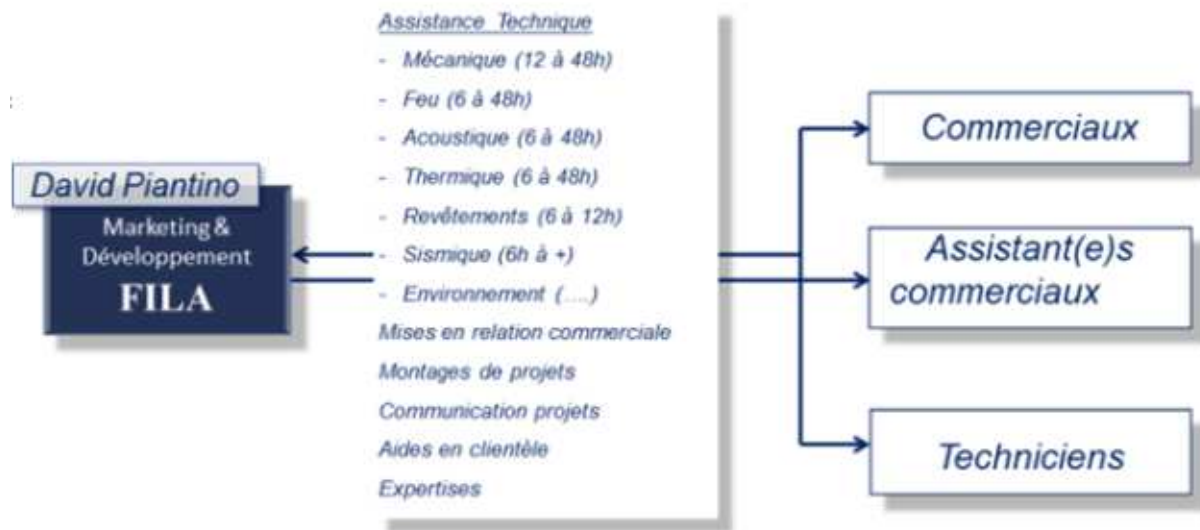 David Piantino
Marketing &
Développement
FILA
Assistance Technique
- Mécanique (12 à 48h)
- Feu (6 à 48h)
- Acoustique (6 à 48h)
- Thermique (6 à 48h)
- Revêtements (6 à 12h)
- Sismique (6h à +)
- Environnement (....)
Mises en relation commerciale
Montages de projets
Communication projets
Aides en clientèle
Expertises
Commerciaux
Assistant(e)s
commerciaux
Techniciens